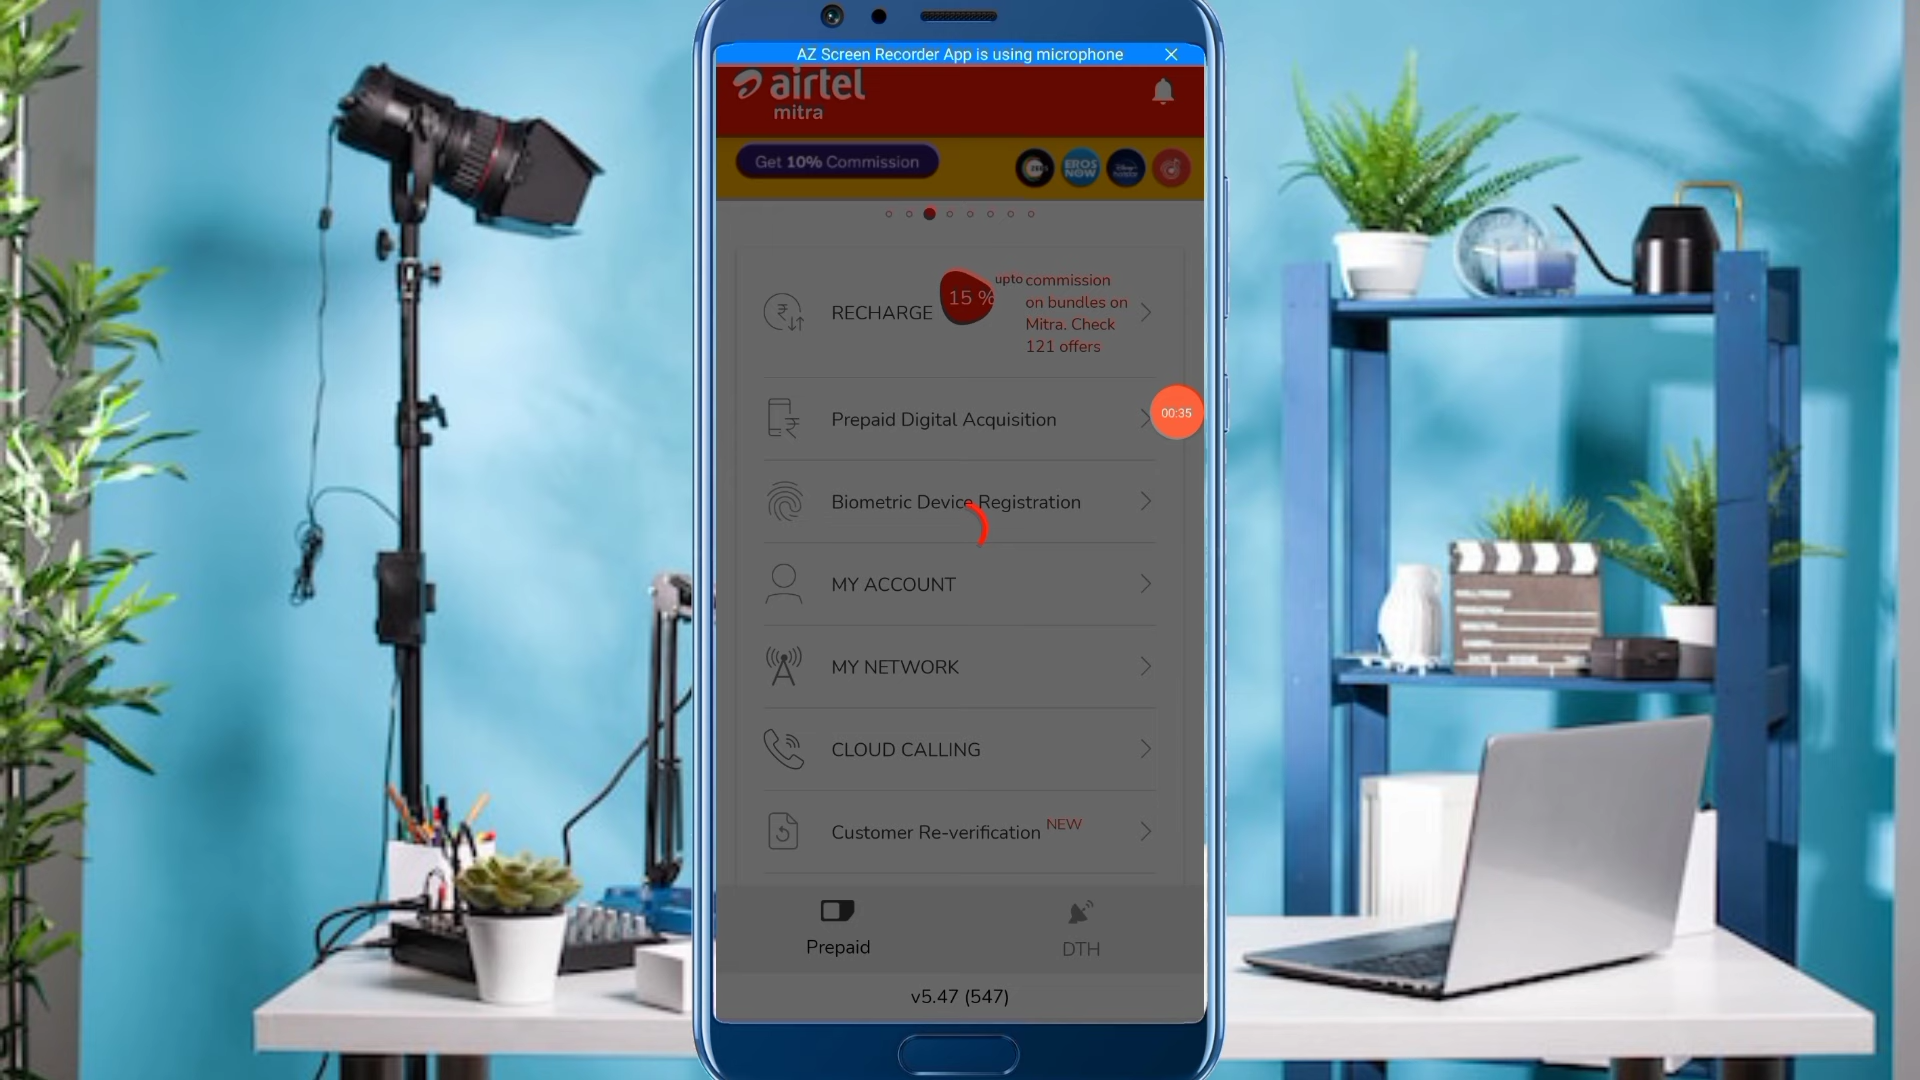 AZ Screen Recorder App is using microphone
airtel
mitra
Get 10% Commission
EROS
NOW
RECHARGE
15 %
upto commission
on bundles on
Mitra. Check
121 offers
Prepaid Digital Acquisition
00:35
Biometric Device Registration
MY ACCOUNT
MY NETWORK
CLOUD CALLING
Customer Re-verification NEW
Prepaid
DTH
v5.47 (547)